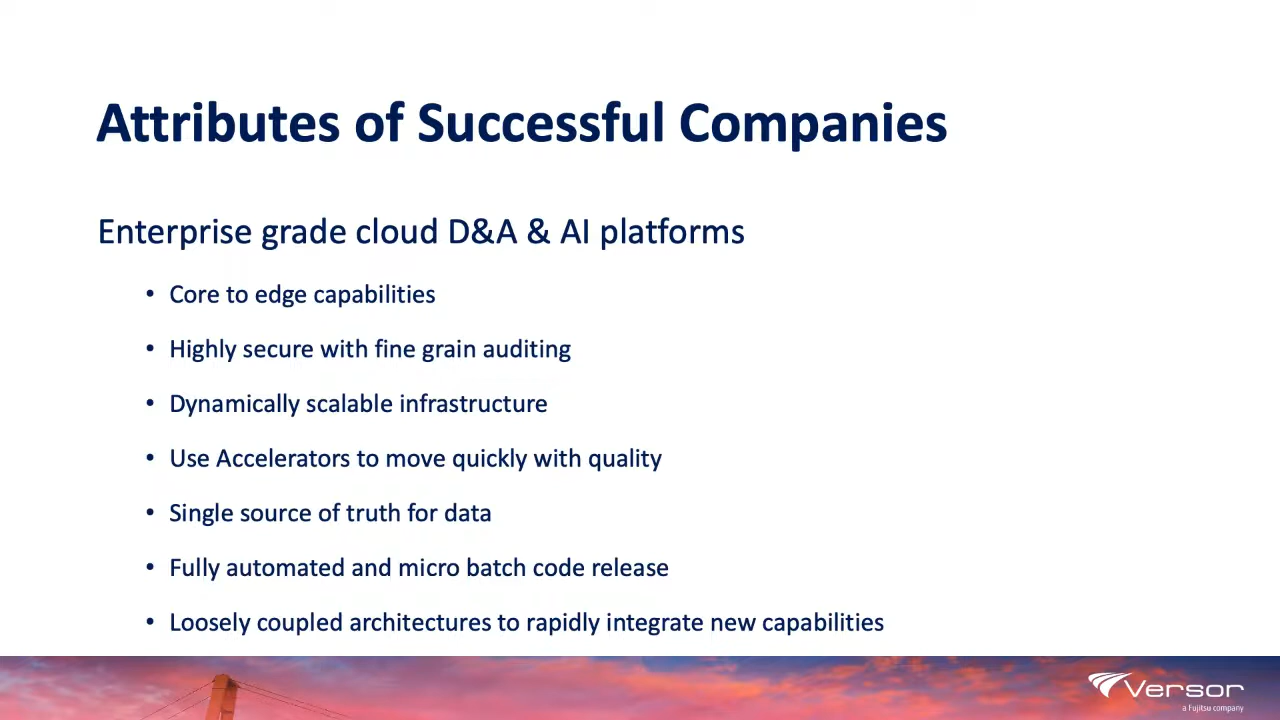 Attributes of Successful Companies
Enterprise grade cloud D&A & AI platforms
• Core to edge capabilities
• Highly secure with fine grain auditing
• Dynamically scalable infrastructure
• Use Accelerators to move quickly with quality
• Single source of truth for data
• Fully automated and micro batch code release
• Loosely coupled architectures to rapidly integrate new capabilities
Versor
a Fujitsu company